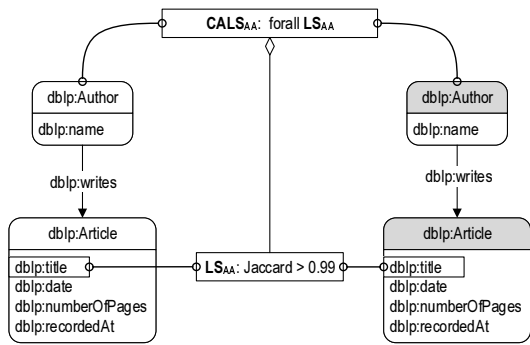 CALSAA: forall LSAA
dblp:Author
dblp:name
dblp:writes
dblp:Article
dblp:title
dblp:date
dblp:numberOfPages
dblp:recordedAt
LSAA: Jaccard > 0.99
dblp:Author
dblp:name
dblp:writes
dblp:Article
dblp:title
dblp:date
dblp:numberOfPages
dblp:recordedAt